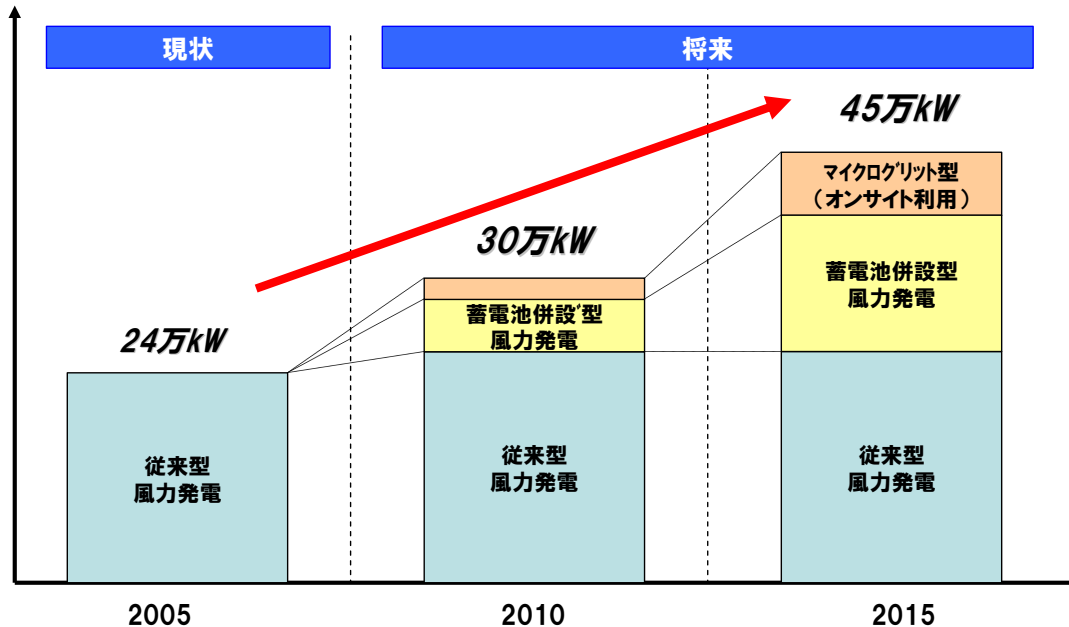 現状
将来
45万kW
マイクログリット型
（オンサイト利用）
30万kW
蓄電池併設型
風力発電
蓄電池併設゙型
風力発電
24万kW
従来型
風力発電
従来型
風力発電
従来型
風力発電
2005
2010
2015